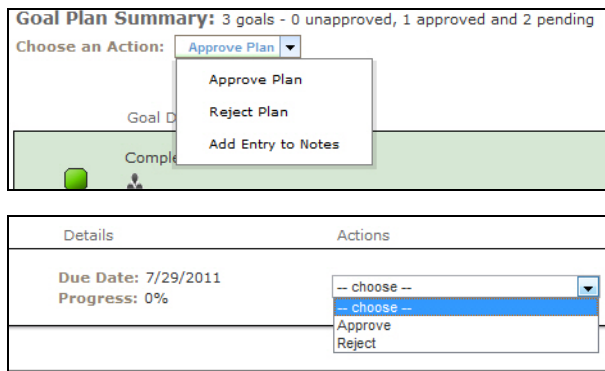 Goal Plan Summary: 3 goals - 0 unapproved, 1 approved and 2 pending
Choose an Action: Approve Plan
Approve Plan
Reject Plan
Add Entry to Notes
Goal D
Comple
Details Actions
Due Date: 7/29/2011
Progress: 0%
-- choose --
-- choose --
Approve
Reject